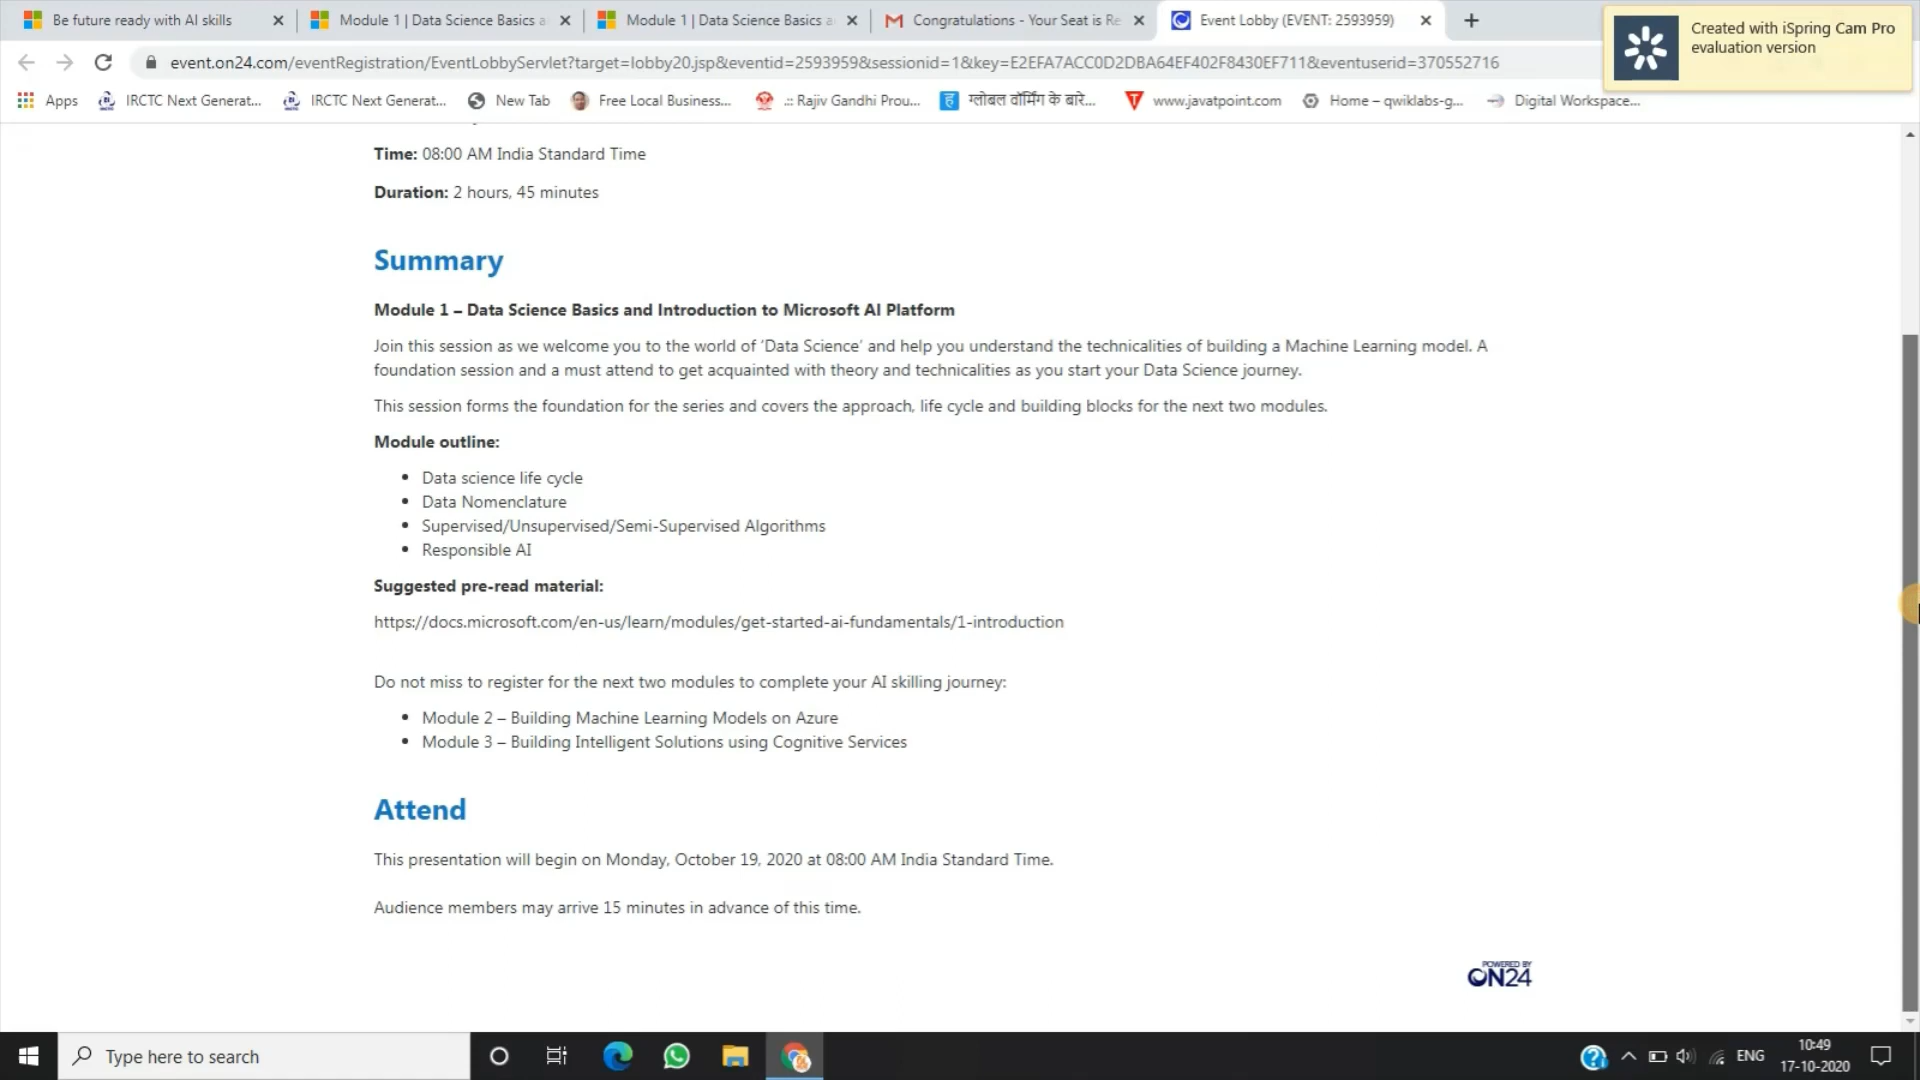 Be future ready with AI skills
Module 1 | Data Science Basics a
Module 1 | Data Science Basics a
Congratulations - Your Seat is Re
Event Lobby (EVENT: 2593959)
Created with iSpring Cam Pro
evaluation version
event.on24.com/eventRegistration/EventLobbyServlet?target=lobby20.jsp&eventid=2593959&sessionid=1&key=E2EFA7ACC0D2DBA64EF402F8430EF711&eventuserid=370552716
Apps
IRCTC Next Generat...
IRCTC Next Generat...
New Tab
Free Local Business...
.:: Rajiv Gandhi Prou...
ग्लोबल वॉर्मिंग के बारे...
www.javatpoint.com
Home – qwiklabs-g...
Digital Workspace...
Time: 08:00 AM India Standard Time
Duration: 2 hours, 45 minutes
Summary
Module 1 – Data Science Basics and Introduction to Microsoft AI Platform
Join this session as we welcome you to the world of ‘Data Science’ and help you understand the technicalities of building a Machine Learning model. A
foundation session and a must attend to get acquainted with theory and technicalities as you start your Data Science journey.
This session forms the foundation for the series and covers the approach, life cycle and building blocks for the next two modules.
Module outline:
• Data science life cycle
• Data Nomenclature
• Supervised/Unsupervised/Semi-Supervised Algorithms
• Responsible AI
Suggested pre-read material:
https://docs.microsoft.com/en-us/learn/modules/get-started-ai-fundamentals/1-introduction
Do not miss to register for the next two modules to complete your AI skilling journey:
• Module 2 – Building Machine Learning Models on Azure
• Module 3 – Building Intelligent Solutions using Cognitive Services
Attend
This presentation will begin on Monday, October 19, 2020 at 08:00 AM India Standard Time.
Audience members may arrive 15 minutes in advance of this time.
POWERED BY
ON24
Type here to search
ENG
10:49
17-10-2020